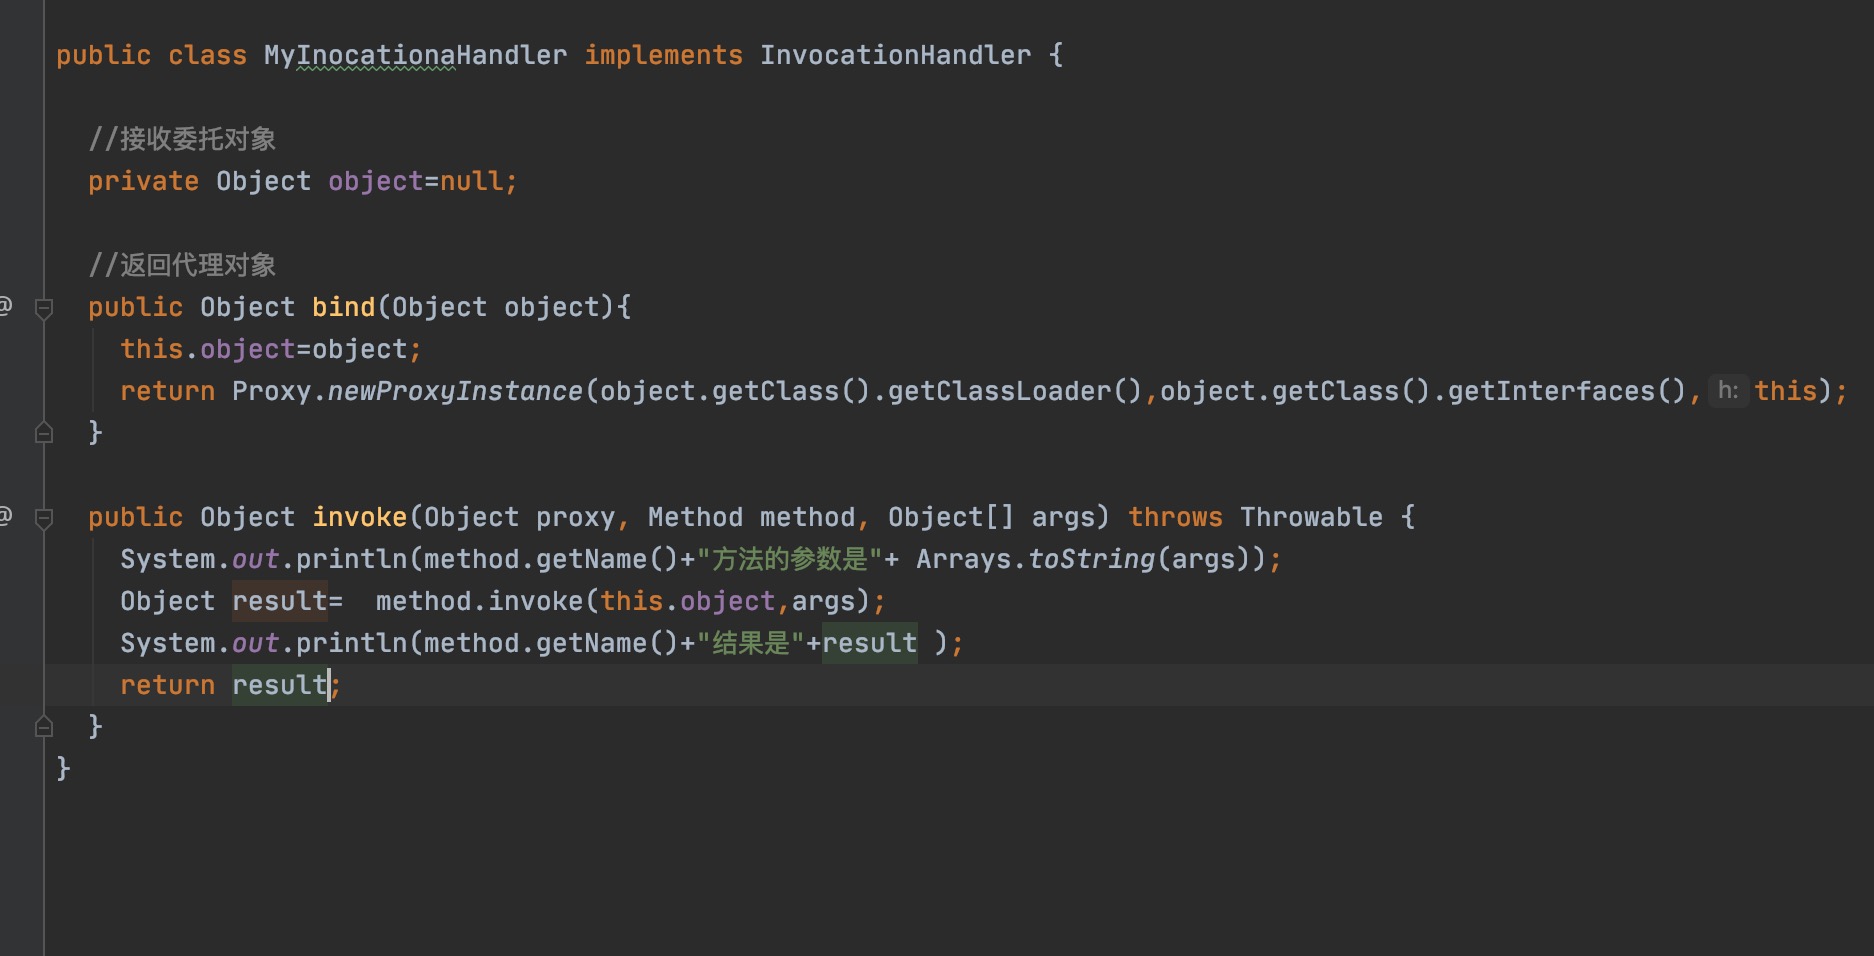 public class MyInocationaHandler implements InvocationHandler {
//接收委托对象
private Object object=null;
//返回代理对象
@ public Object bind(Object object){
this.object=object;
return Proxy.newProxyInstance(object.getClass().getClassLoader(),object.getClass().getInterfaces(), h: this);
}
@ public Object invoke(Object proxy, Method method, Object[] args) throws Throwable {
System.out.println(method.getName()+"方法的参数是"+ Arrays.toString(args));
Object result=  method.invoke(this.object,args);
System.out.println(method.getName()+"结果是"+result );
return result;
}
}